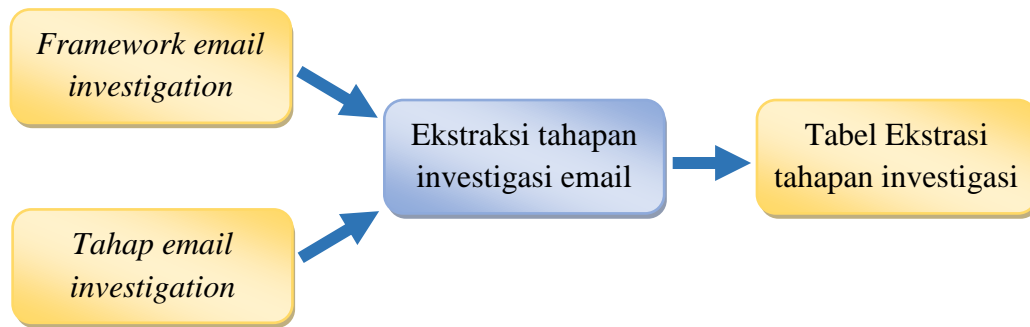 Framework email
investigation
Tahap email
investigation
Ekstraksi tahapan
investigasi email
Tabel Ekstrasi
tahapan investigasi